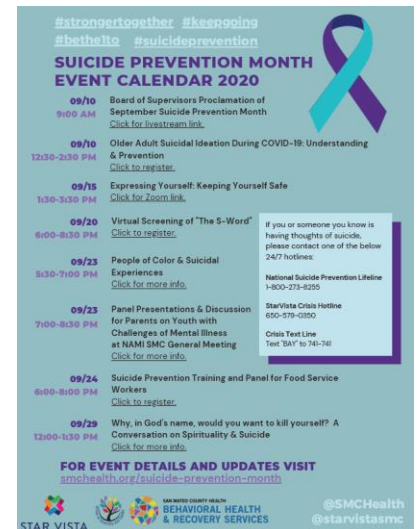 #strongertogether #keepgoing
#bethe1to #suicideprevention
SUICIDE PREVENTION MONTH
EVENT CALENDAR 2020
09/10
9:00 AM
Board of Supervisors Proclamation of
September Suicide Prevention Month
Click for livestream link.
09/10
12:30-2:30 PM
Older Adult Suicidal Ideation During COVID-19: Understanding
& Prevention
Click to register.
09/15
1:30-3:30 PM
Expressing Yourself: Keeping Yourself Safe
Click for Zoom link.
09/20
6:00-8:30 PM
Virtual Screening of "The S-Word"
Click to register.
09/23
5:30-7:00 PM
People of Color & Suicidal
Experiences
Click for more info.
09/23
7:00-8:30 PM
Panel Presentations & Discussion
for Parents on Youth with
Challenges of Mental Illness
at NAMI SMC General Meeting
Click for more info.
If you or someone you know is
having thoughts of suicide,
please contact one of the below
24/7 hotlines:
National Suicide Prevention Lifeline
1-800-273-8255
StarVista Crisis Hotline
650-579-0350
Crisis Text Line
Text "BAY" to 741-741
09/24
6:00-8:00 PM
Suicide Prevention Training and Panel for Food Service
Workers
Click to register.
09/29
12:00-1:30 PM
Why, in God's name, would you want to kill yourself? A
Conversation on Spirituality & Suicide
Click for more info.
FOR EVENT DETAILS AND UPDATES VISIT
smchealth.org/suicide-prevention-month
STAR VISTA
SAN MATEO COUNTY HEALTH
BEHAVIORAL HEALTH
& RECOVERY SERVICES
@SMCHealth
@starvistasmc